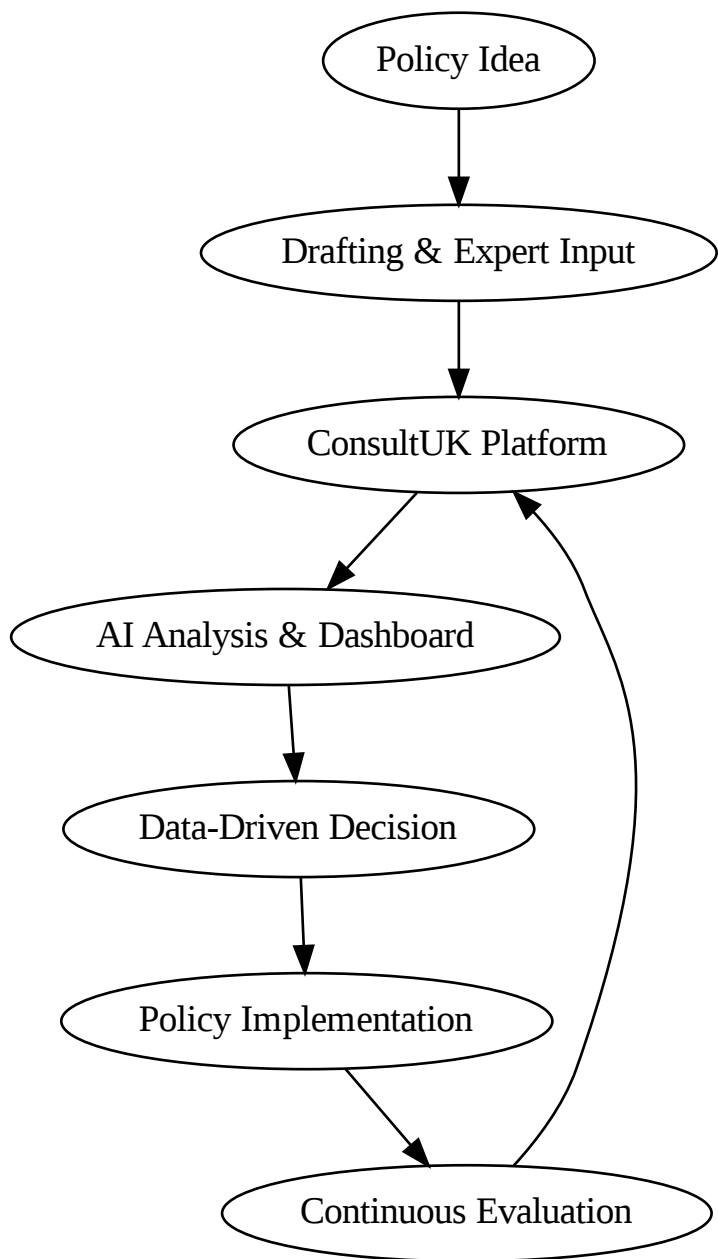 Policy Idea
Drafting & Expert Input
ConsultUK Platform
AI Analysis & Dashboard
Data-Driven Decision
Policy Implementation
Continuous Evaluation